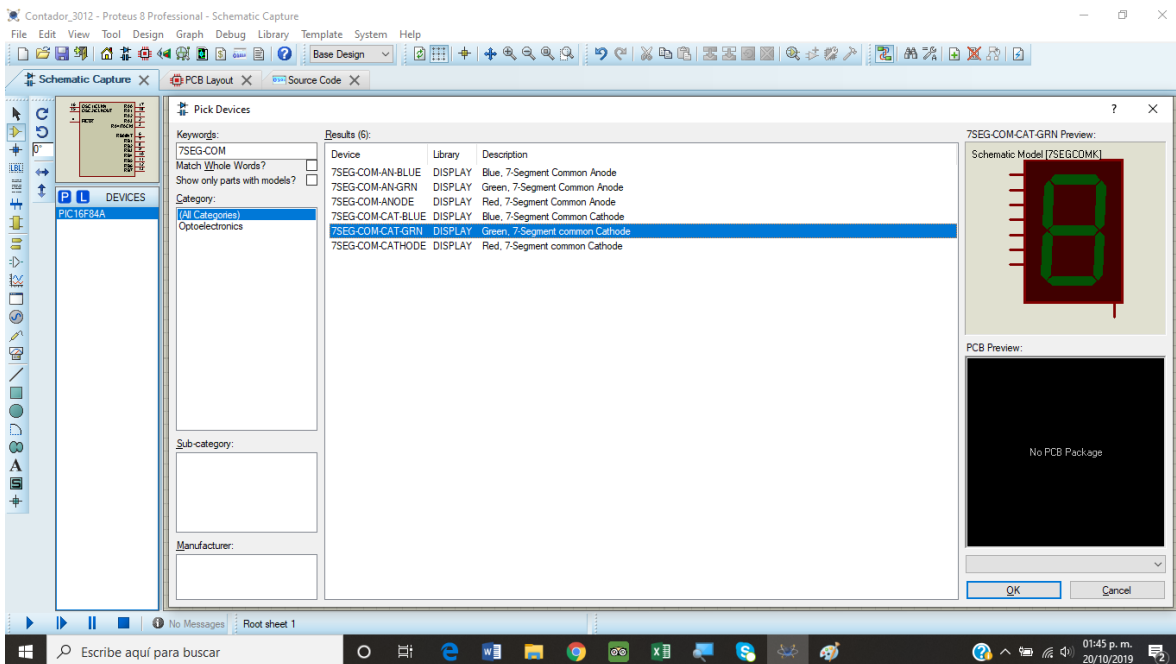 Contador_3012 - Proteus 8 Professional - Schematic Capture
File Edit View Tool Design Graph Debug Library Template System Help
Base Design
Schematic Capture
PCB Layout
Source Code
Pick Devices
? X
Keywords:
7SEG-COM
Match Whole Words?
Show only parts with models?
Category:
(All Categories)
Optoelectronics
Sub-category:
Manufacturer:
0°
LBL
P L DEVICES
PIC16F84A
A
S
Results (6):
Device Library Description
7SEG-COM-AN-BLUE DISPLAY Blue, 7-Segment Common Anode
7SEG-COM-AN-GRN DISPLAY Green, 7-Segment Common Anode
7SEG-COM-ANODE DISPLAY Red, 7-Segment Common Anode
7SEG-COM-CAT-BLUE DISPLAY Blue, 7-Segment Common Cathode
7SEG-COM-CAT-GRN DISPLAY Green, 7-Segment common Cathode
7SEG-COM-CATHODE DISPLAY Red, 7-Segment common Cathode
7SEG-COM-CAT-GRN Preview:
Schematic Model [7SEGCOMK]
8
PCB Preview:
No PCB Package
OK Cancel
No Messages Root sheet 1
Escribe aquí para buscar
01:45 p. m.
20/10/2019